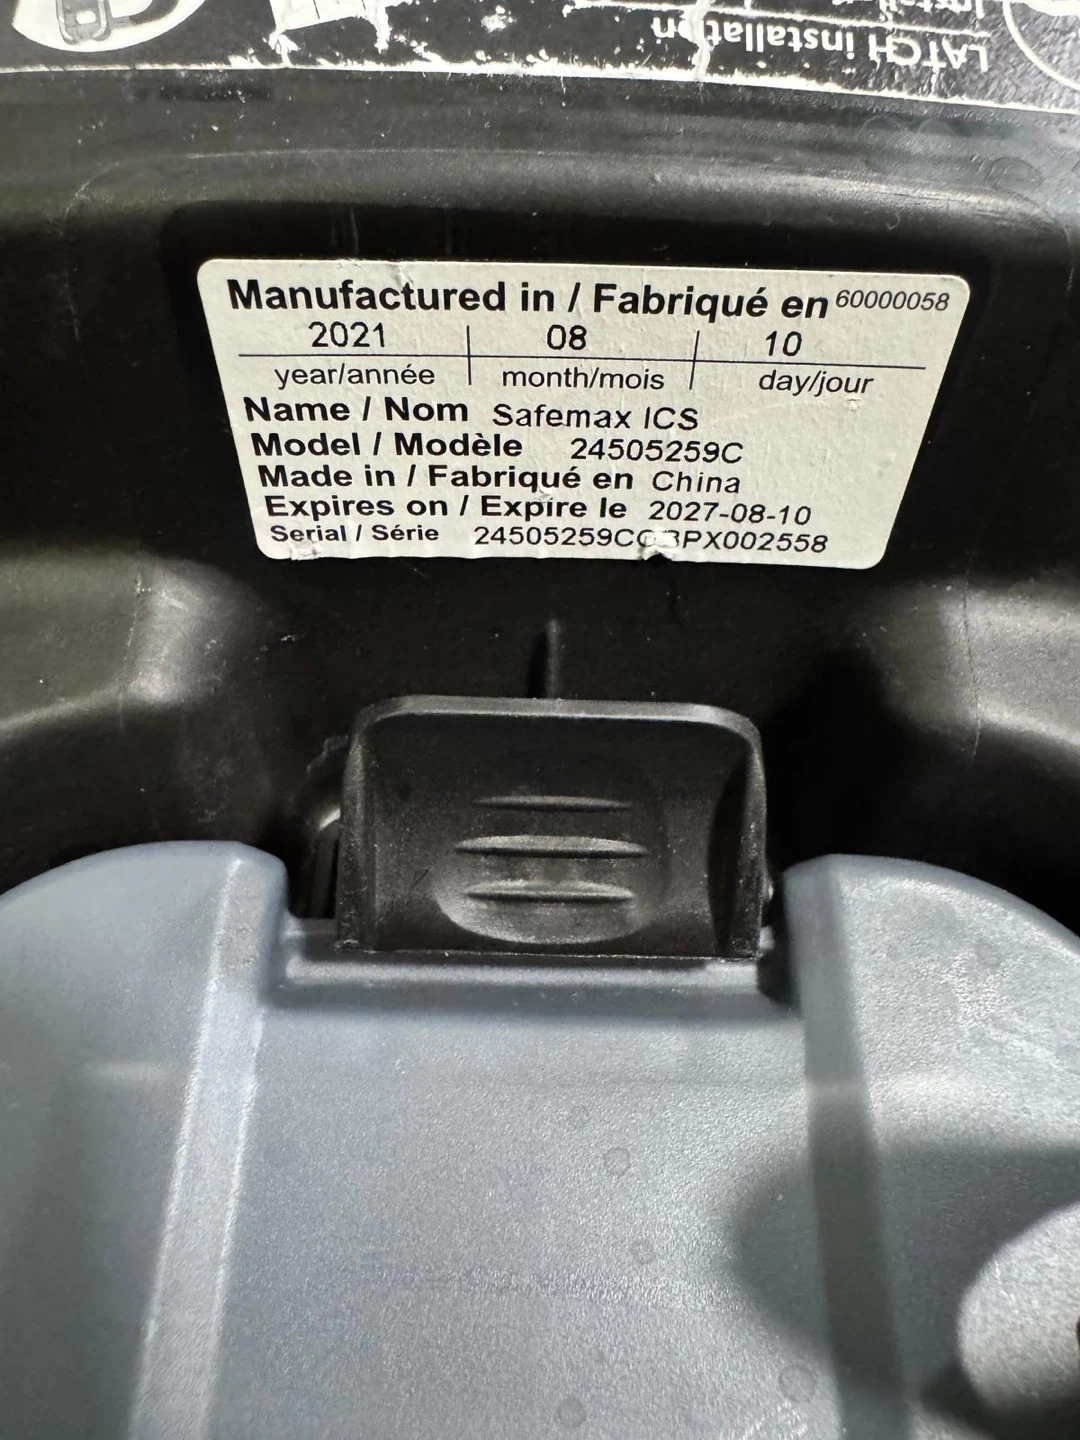 LATCH installation
Manufactured in / Fabriqué en 60000058
2021 08 10
year/année month/mois day/jour
Name / Nom Safemax ICS
Model / Modèle 24505259C
Made in / Fabriqué en China
Expires on / Expire le 2027-08-10
Serial / Série